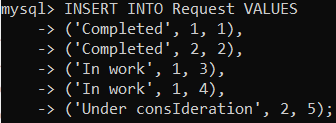 mysql> INSERT INTO Request VALUES
-> ('Completed', 1, 1),
-> ('Completed', 2, 2),
-> ('In work', 1, 3),
-> ('In work', 1, 4),
-> ('Under consIderation', 2, 5);